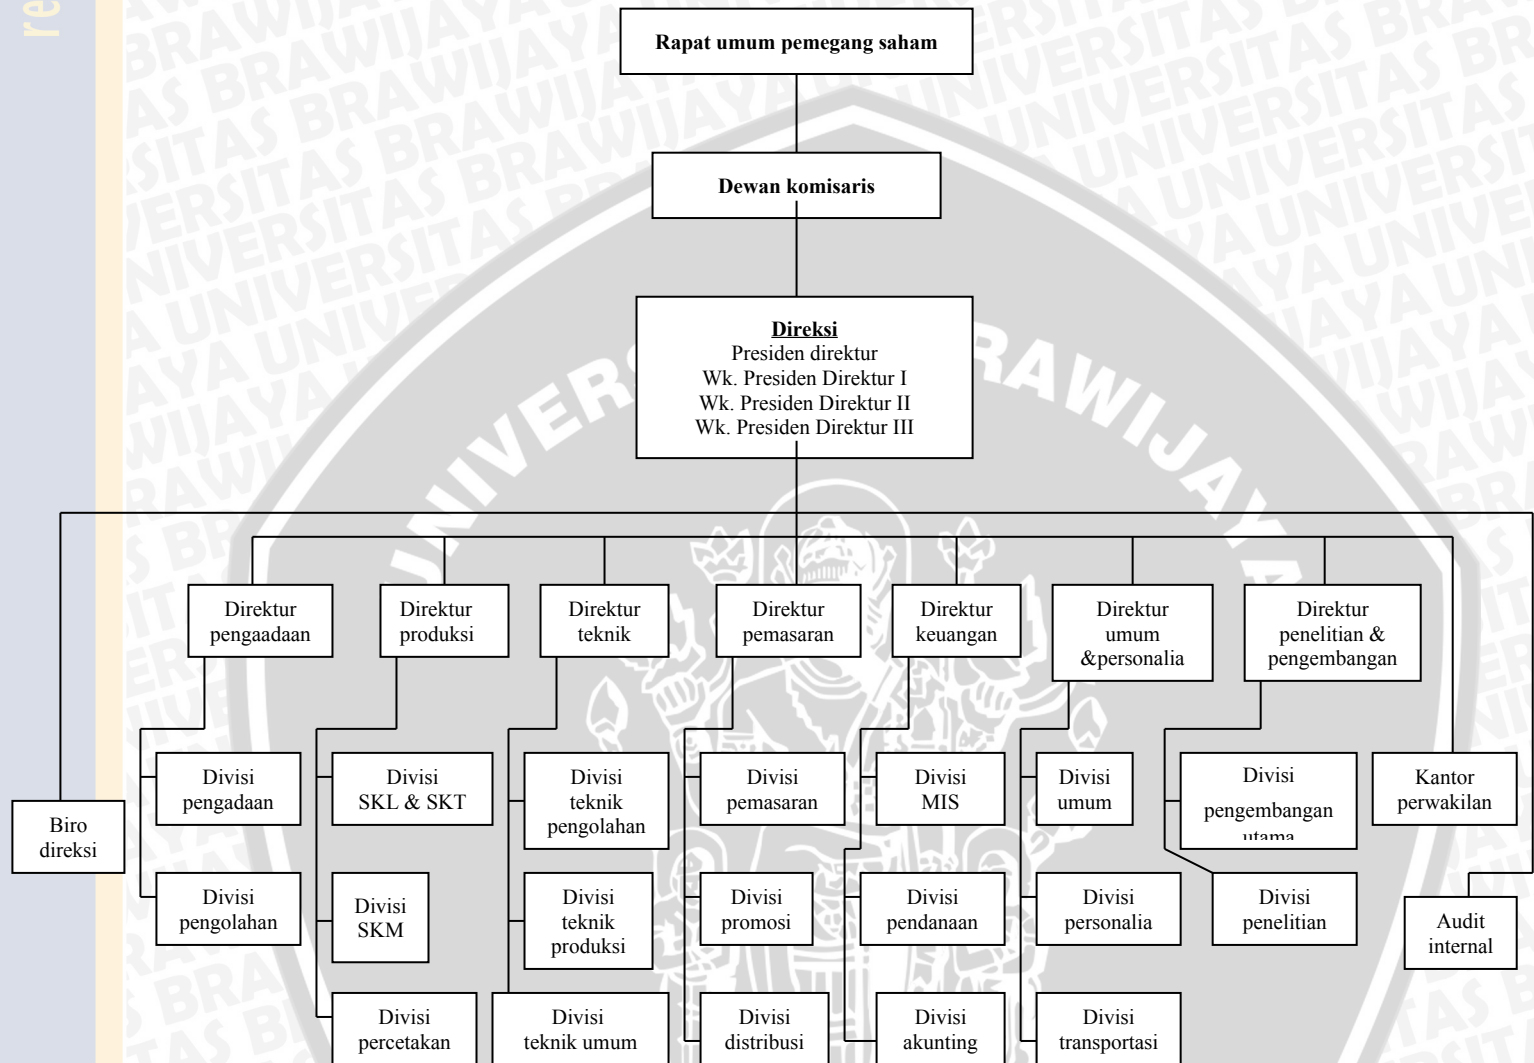 Rapat umum pemegang saham
Dewan komisaris
Direksi
Presiden direktur
Wk. Presiden Direktur I
Wk. Presiden Direktur II
Wk. Presiden Direktur III
Direktur
pengaadaan
Direktur
produksi
Direktur
teknik
Direktur
pemasaran
Direktur
keuangan
Direktur
umum
&personalia
Direktur
penelitian &
pengembangan
Divisi
pengadaan
Divisi
SKL & SKT
Divisi
teknik
pengolahan
Divisi
pemasaran
Divisi
MIS
Divisi
umum
Divisi
pengembangan
utama
Kantor
perwakilan
Biro
direksi
Divisi
pengolahan
Divisi
SKM
Divisi
teknik
produksi
Divisi
promosi
Divisi
pendanaan
Divisi
personalia
Divisi
penelitian
Audit
internal
Divisi
percetakan
Divisi
teknik umum
Divisi
distribusi
Divisi
akunting
Divisi
transportasi